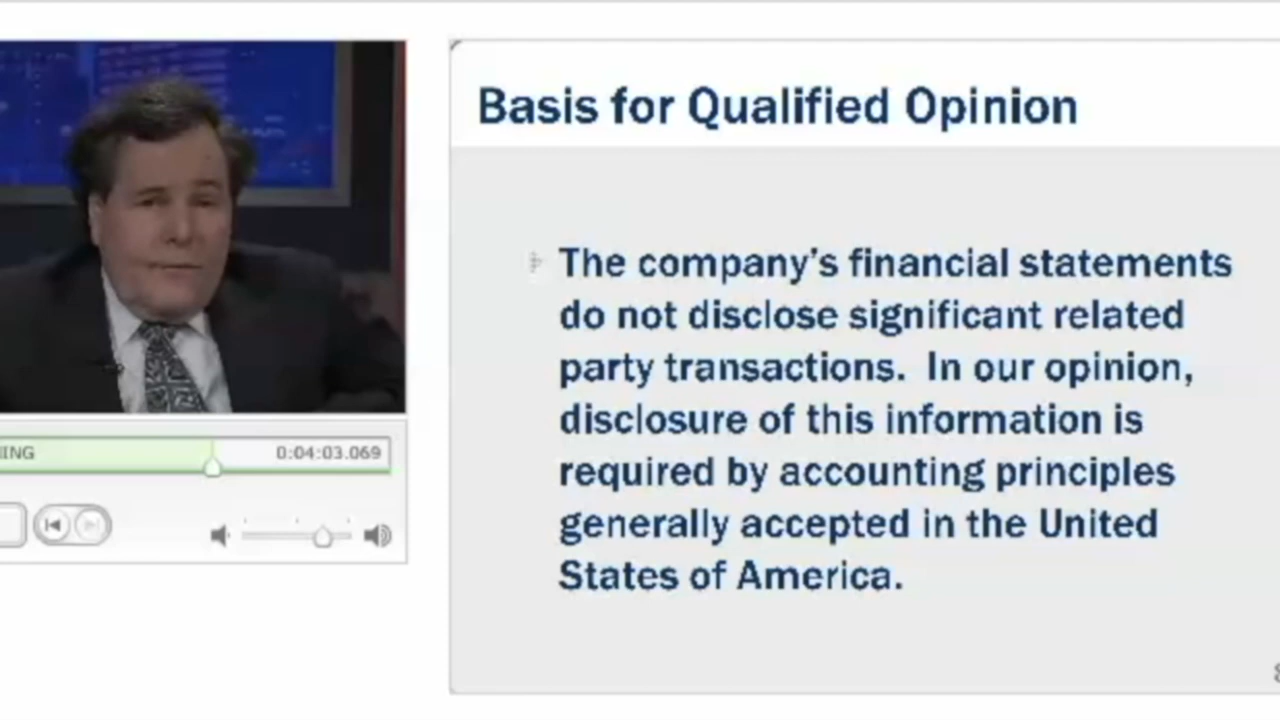 Basis for Qualified Opinion
The company's financial statements
do not disclose significant related
party transactions. In our opinion,
disclosure of this information is
required by accounting principles
generally accepted in the United
States of America.
0:04:03.069